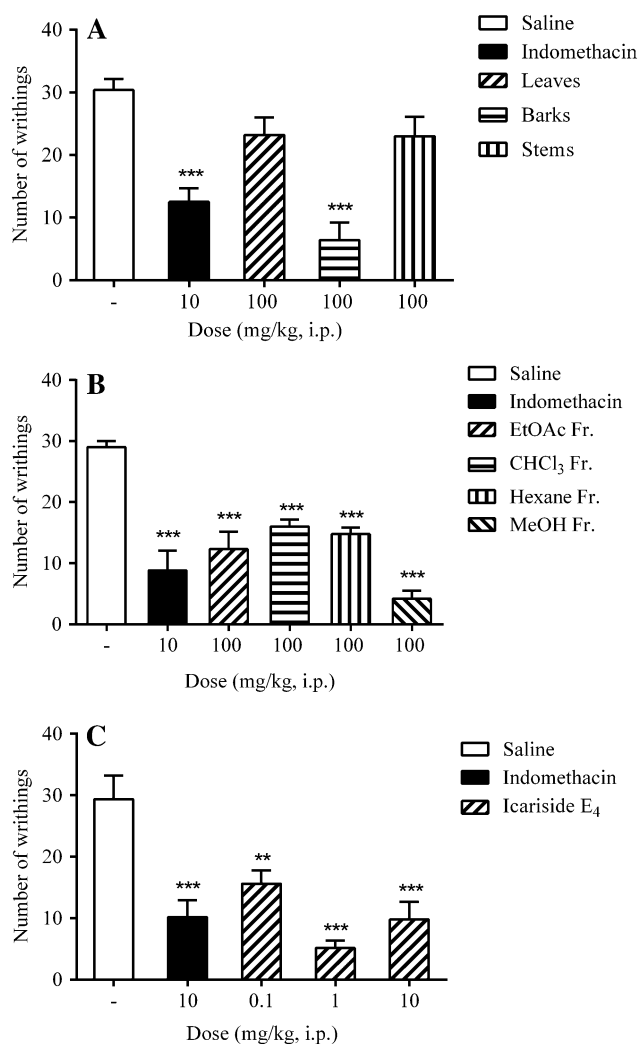 A
Saline
Indomethacin
Leaves
Barks
Stems
Number of writhings
40
30
20
10
0
***
***
- 10 100 100 100
Dose (mg/kg, i.p.)
B
Saline
Indomethacin
EtOAc Fr.
CHCl3 Fr.
Hexane Fr.
MeOH Fr.
Number of writhings
40
30
20
10
0
*** *** *** *** ***
- 10 100 100 100 100
Dose (mg/kg, i.p.)
C
Saline
Indomethacin
Icariside E4
Number of writhings
40
30
20
10
0
*** ** *** ***
- 10 0.1 1 10
Dose (mg/kg, i.p.)